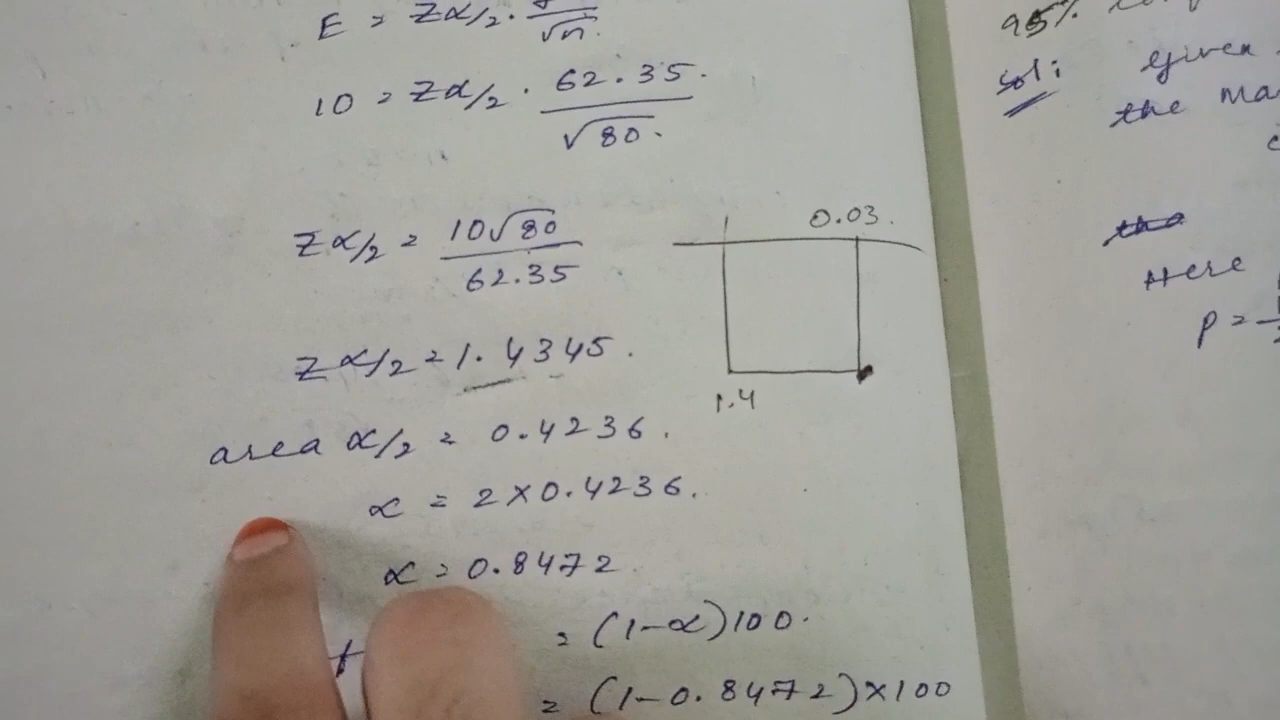 E = Zα/2 · σ/√n.
10 = Zα/2 · 62.35/√80.
Zα/2 = 10√80/62.35
0.03.
Zα/2 = 1.4345.
1.4
area α/2 = 0.4236.
α = 2×0.4236.
α = 0.8472
= (1-α)100.
= (1-0.8472)×100
95%
Sol: Given
the
the
Here
P =